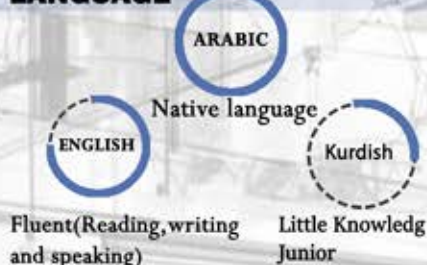 LANGUAGE
ARABIC
Native language
ENGLISH
Kurdish
Fluent(Reading,writing
and speaking)
Little Knowledg
Junior